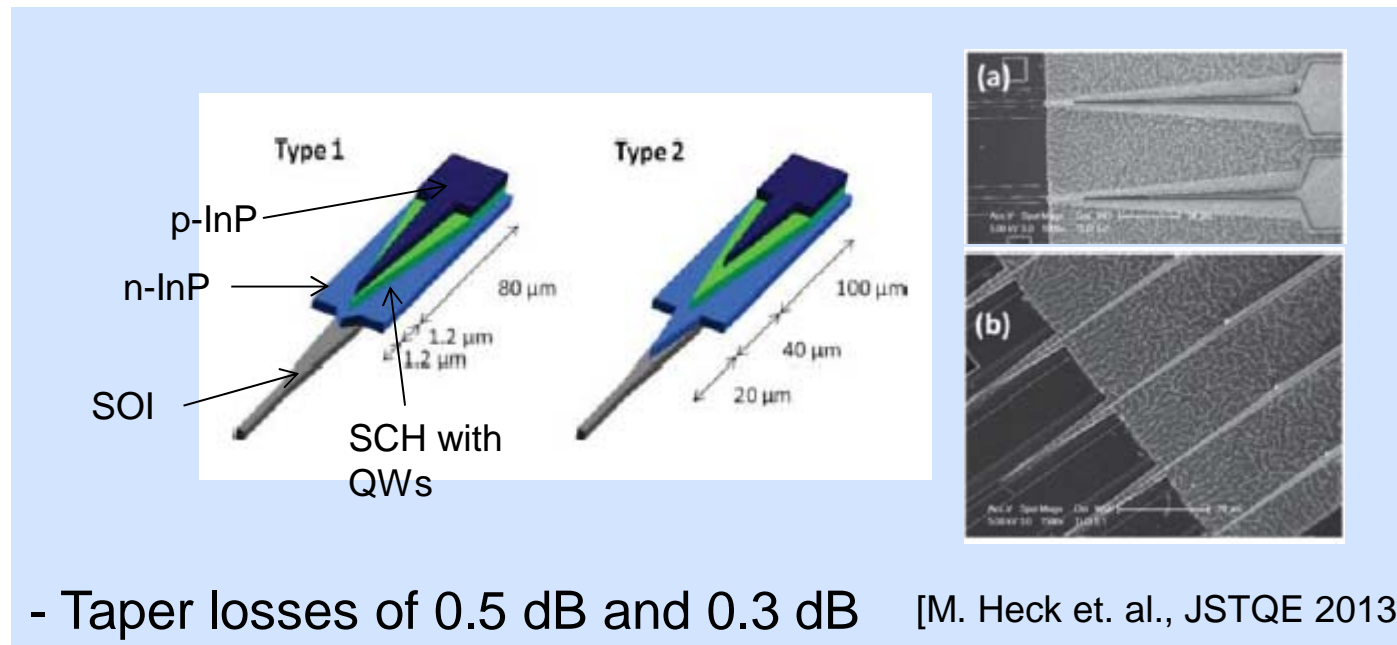 Type 1
Type 2
p-InP
n-InP
SOI
SCH with
QWs
80 µm
1.2 µm
1.2 µm
100 µm
40 µm
20 µm
(a)
(b)
- Taper losses of 0.5 dB and 0.3 dB
[M. Heck et. al., JSTQE 2013